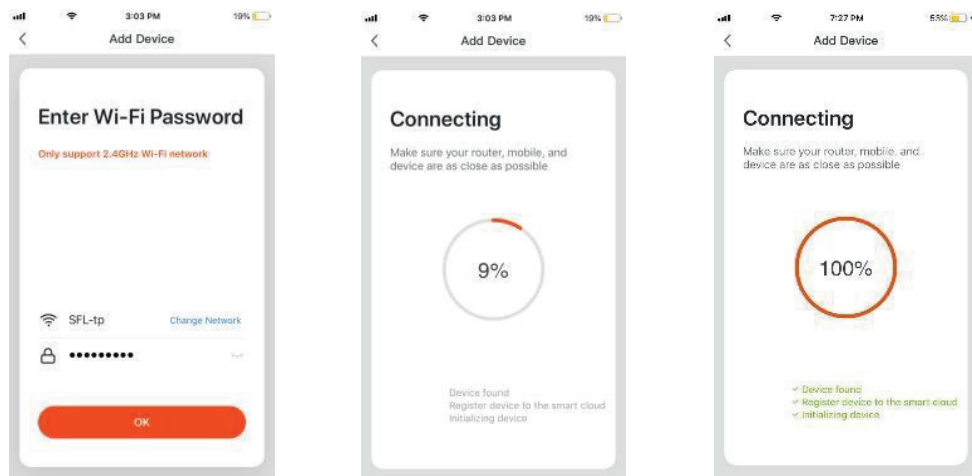 3:03 PM
19%
Add Device
Enter Wi-Fi Password
Only support 2.4GHz Wi-Fi network
SFL-tp
Change Network
OK
3:03 PM
19%
Add Device
Connecting
Make sure your router, mobile, and
device are as close as possible
9%
Device found
Register device to the smart cloud
Initializing device
7:27 PM
Add Device
Connecting
Make sure your router, mobile, and
device are as close as possible
100%
Device found
Register device to the smart cloud
Initializing device